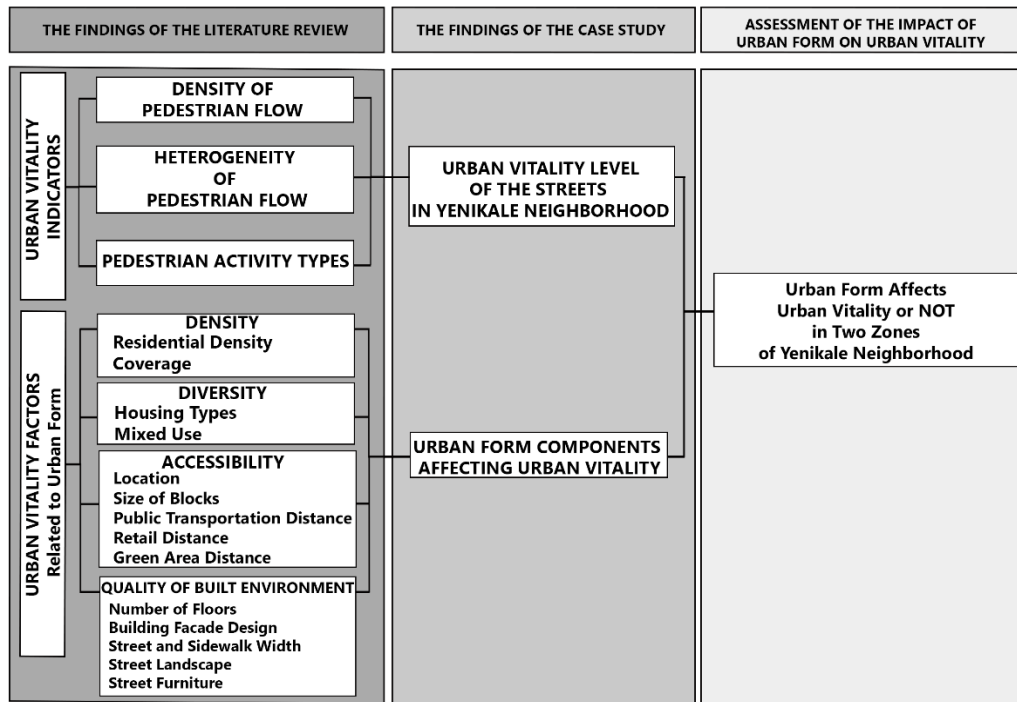 THE FINDINGS OF THE LITERATURE REVIEW
THE FINDINGS OF THE CASE STUDY
ASSESSMENT OF THE IMPACT OF
URBAN FORM ON URBAN VITALITY
URBAN VITALITY
INDICATORS
DENSITY OF
PEDESTRIAN FLOW
HETEROGENEITY
OF
PEDESTRIAN FLOW
PEDESTRIAN ACTIVITY TYPES
URBAN VITALITY FACTORS
Related to Urban Form
DENSITY
Residential Density
Coverage
DIVERSITY
Housing Types
Mixed Use
ACCESSIBILITY
Location
Size of Blocks
Public Transportation Distance
Retail Distance
Green Area Distance
QUALITY OF BUILT ENVIRONMENT
Number of Floors
Building Facade Design
Street and Sidewalk Width
Street Landscape
Street Furniture
URBAN VITALITY LEVEL
OF THE STREETS
IN YENIKALE NEIGHBORHOOD
URBAN FORM COMPONENTS
AFFECTING URBAN VITALITY
Urban Form Affects
Urban Vitality or NOT
in Two Zones
of Yenikale Neighborhood